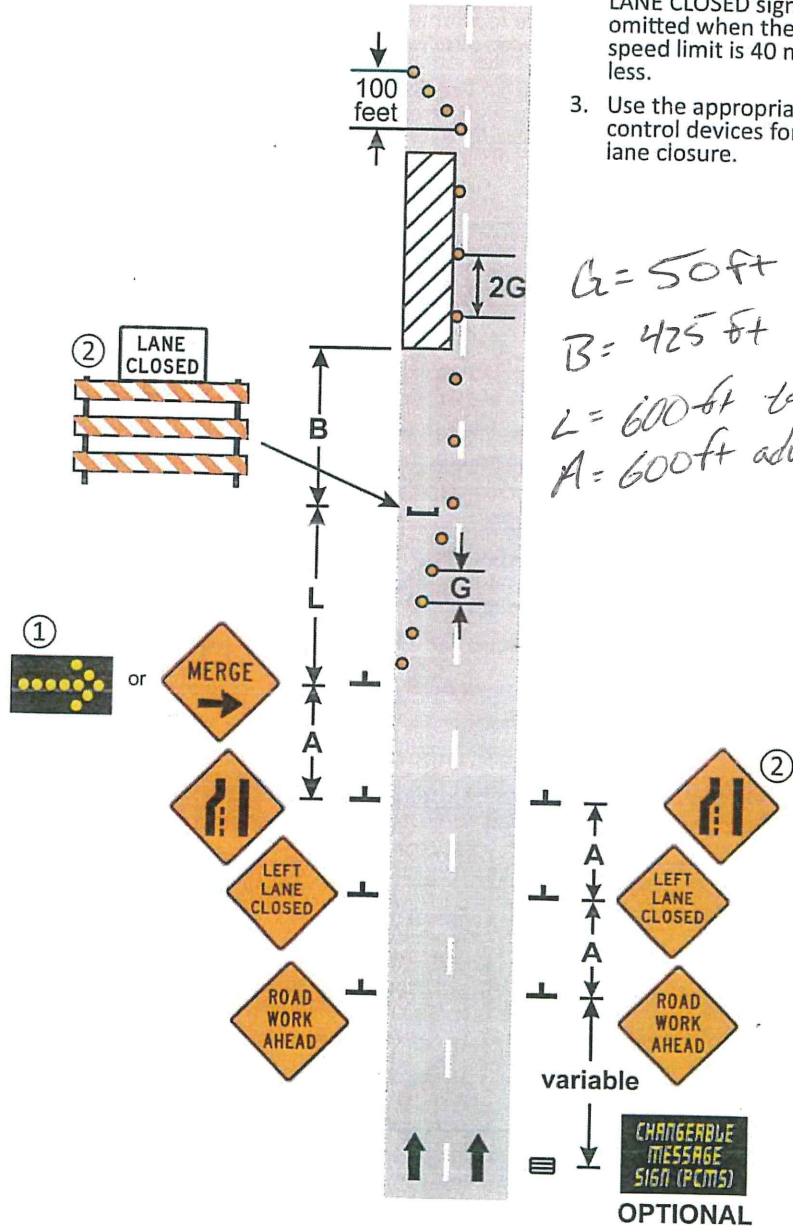 LANE CLOSED sign
omitted when the
speed limit is 40 m
less.
3. Use the appropria
control devices for
lane closure.
100
feet
2G
G = 50 ft
B = 425 ft
L = 600 ft
A = 600 ft
②
LANE
CLOSED
B
L
G
①
or
MERGE
A
②
A
LEFT
LANE
CLOSED
LEFT
LANE
CLOSED
A
ROAD
WORK
AHEAD
ROAD
WORK
AHEAD
variable
CHANGEABLE
MESSAGE
SIGN (PCMS)
OPTIONAL